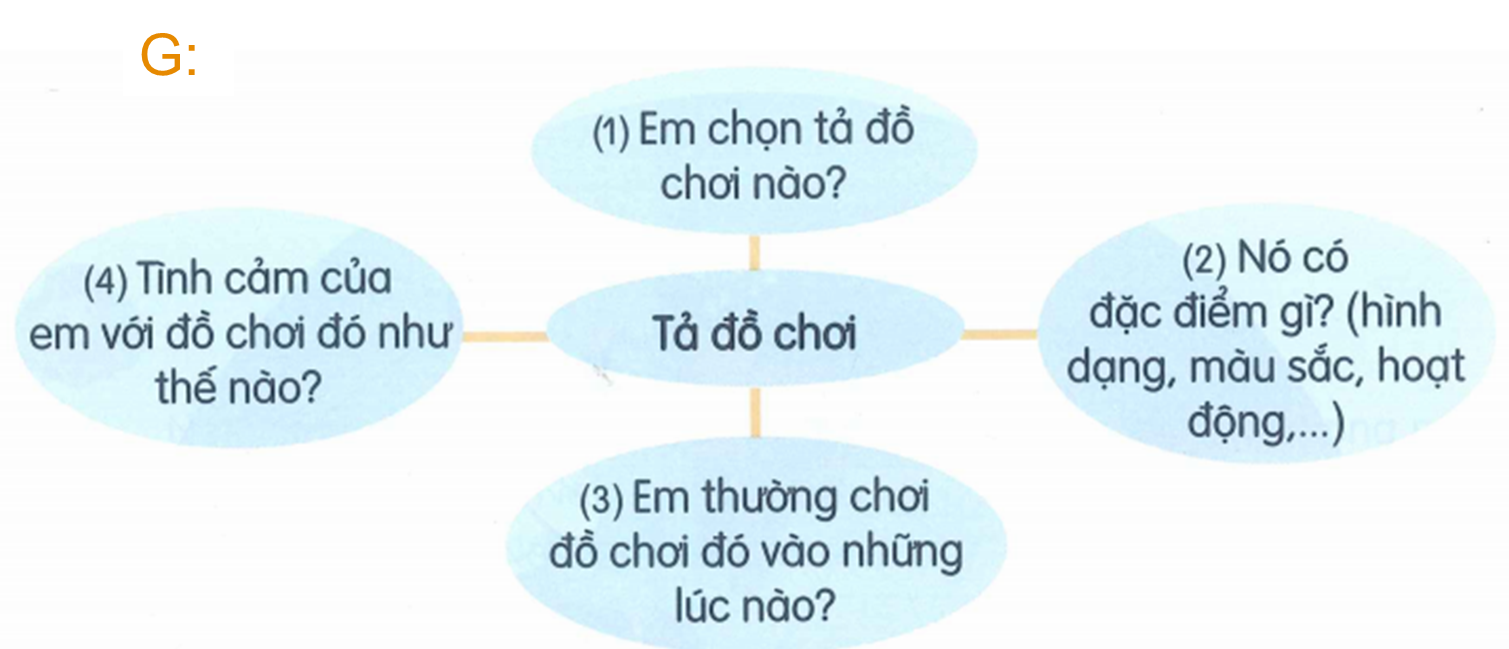 G:
(1) Em chọn tả đồ
chơi nào?
(2) Nó có
đặc điểm gì? (hình
dạng, màu sắc, hoạt
động,...)
(4) Tình cảm của
em với đồ chơi đó như
thế nào?
Tả đồ chơi
(3) Em thường chơi
đồ chơi đó vào những
lúc nào?